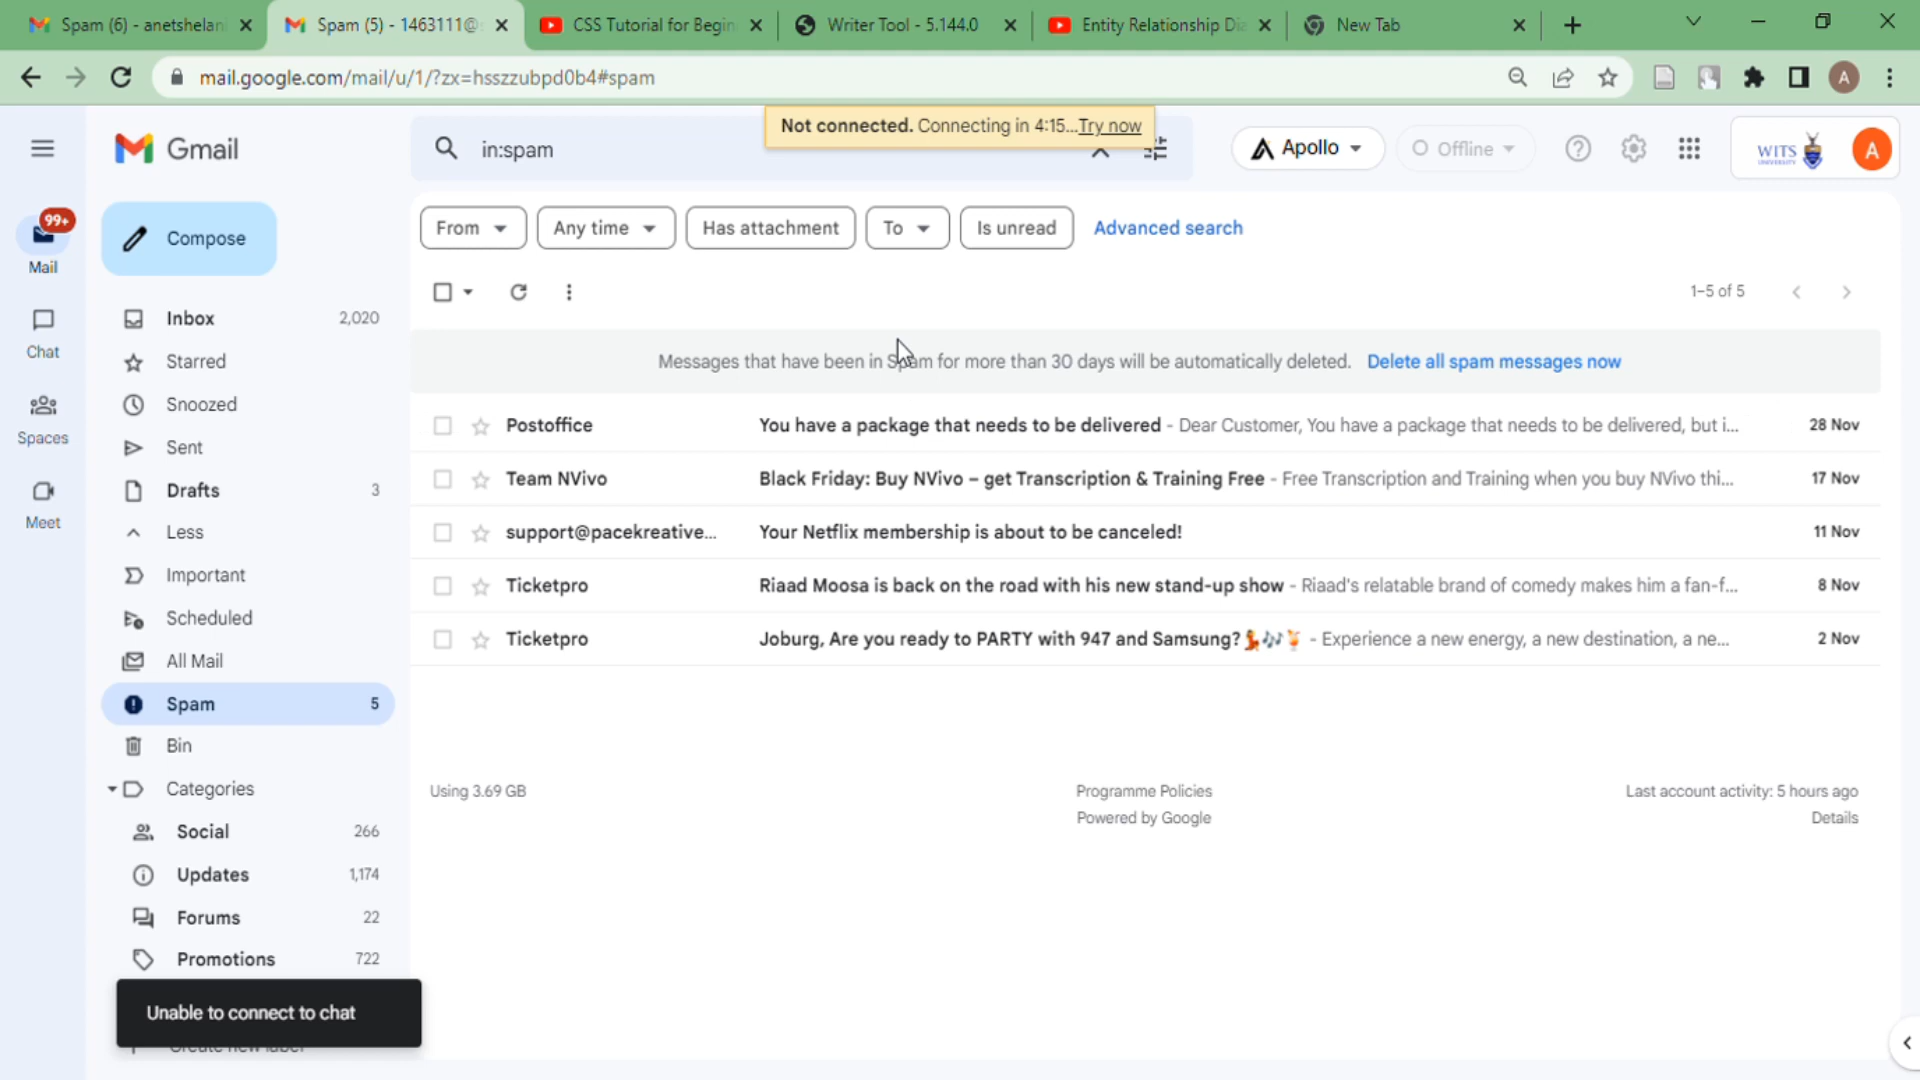 Spam (6) - anetshelan
Spam (5) - 1463111@
CSS Tutorial for Begin
Writer Tool - 5.144.0
Entity Relationship Dia
New Tab
mail.google.com/mail/u/1/?zx=hsszzubpd0b4#spam
A
Not connected. Connecting in 4:15...Try now
Gmail
in:spam
Apollo
Offline
WITS
UNIVERSITY
A
99+
Mail
Chat
Spaces
Meet
Compose
Inbox 2,020
Starred
Snoozed
Sent
Drafts 3
Less
Important
Scheduled
All Mail
Spam 5
Bin
Categories
Social 266
Updates 1,174
Forums 22
Promotions 722
Create new label
Unable to connect to chat
From
Any time
Has attachment
To
Is unread
Advanced search
1–5 of 5
Messages that have been in Spam for more than 30 days will be automatically deleted. Delete all spam messages now
Postoffice You have a package that needs to be delivered - Dear Customer, You have a package that needs to be delivered, but i... 28 Nov
Team NVivo Black Friday: Buy NVivo – get Transcription & Training Free - Free Transcription and Training when you buy NVivo thi... 17 Nov
support@pacekreative... Your Netflix membership is about to be canceled! 11 Nov
Ticketpro Riaad Moosa is back on the road with his new stand-up show - Riaad's relatable brand of comedy makes him a fan-f... 8 Nov
Ticketpro Joburg, Are you ready to PARTY with 947 and Samsung?💃🎶🍹 - Experience a new energy, a new destination, a ne... 2 Nov
Using 3.69 GB
Programme Policies
Powered by Google
Last account activity: 5 hours ago
Details